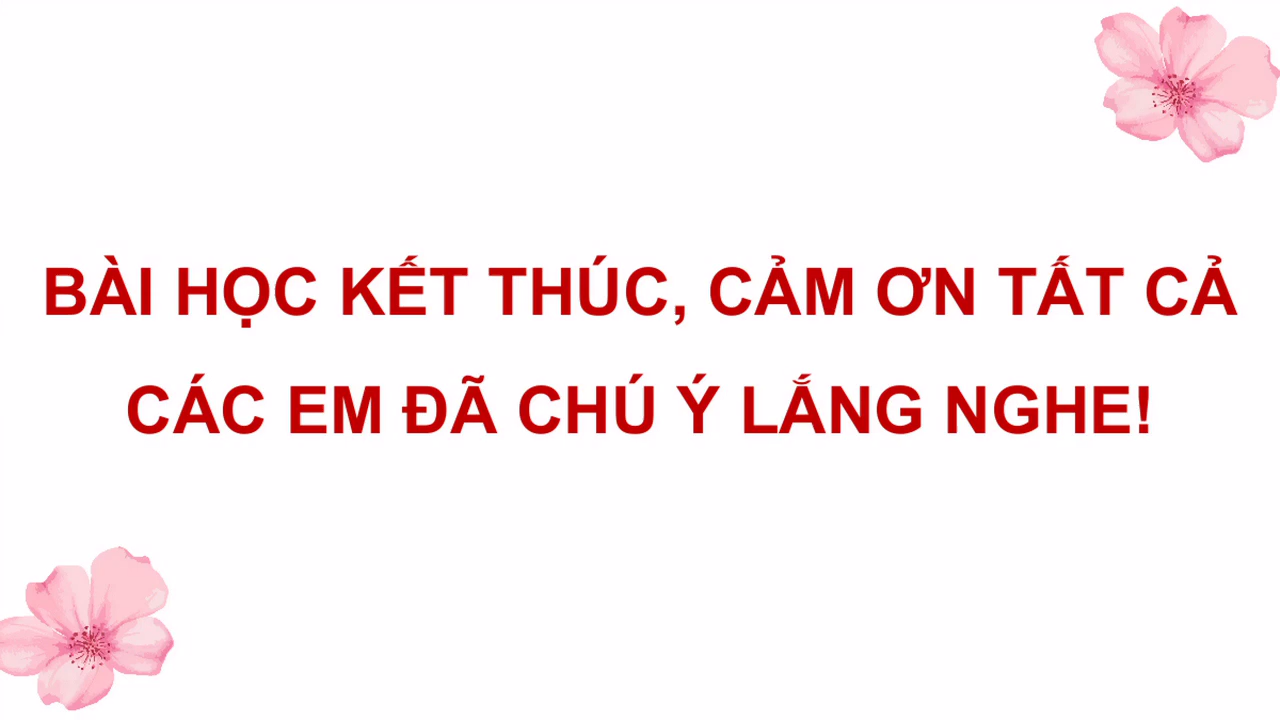 BÀI HỌC KẾT THÚC, CẢM ƠN TẤT CẢ
CÁC EM ĐÃ CHÚ Ý LẮNG NGHE!